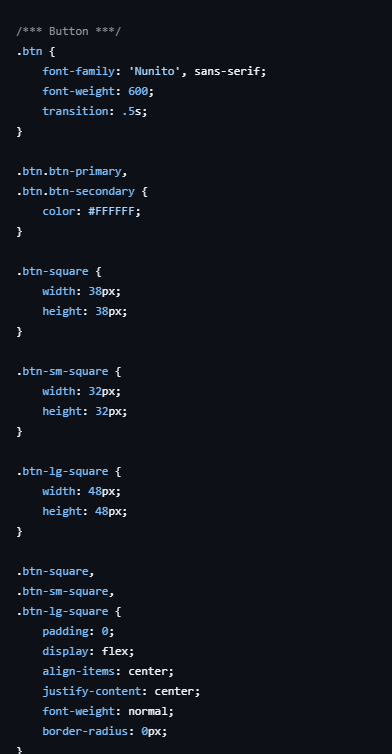 /*** Button ***/
.btn {
    font-family: 'Nunito', sans-serif;
    font-weight: 600;
    transition: .5s;
}

.btn.btn-primary,
.btn.btn-secondary {
    color: #FFFFFF;
}

.btn-square {
    width: 38px;
    height: 38px;
}

.btn-sm-square {
    width: 32px;
    height: 32px;
}

.btn-lg-square {
    width: 48px;
    height: 48px;
}

.btn-square,
.btn-sm-square,
.btn-lg-square {
    padding: 0;
    display: flex;
    align-items: center;
    justify-content: center;
    font-weight: normal;
    border-radius: 0px;
}